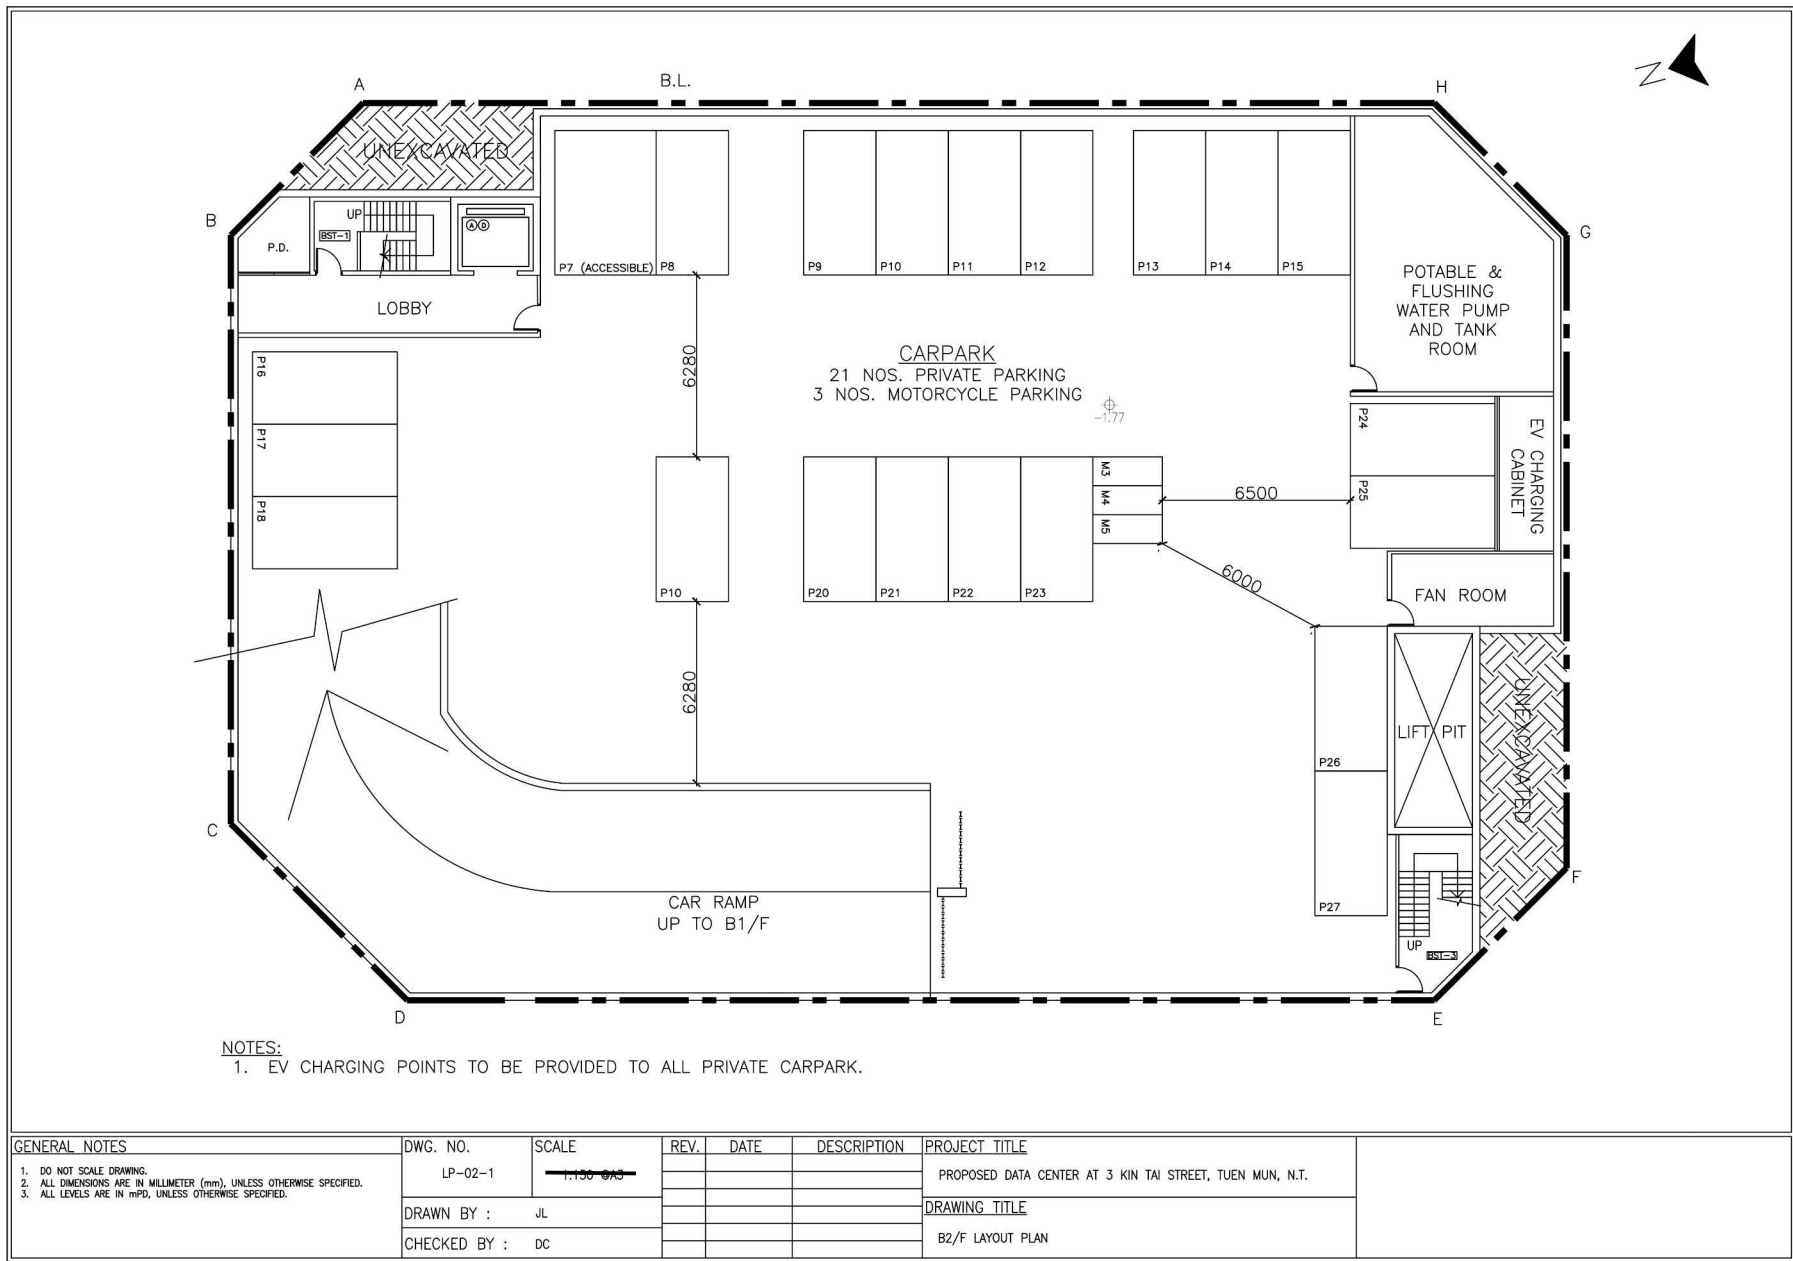 N
A
B.L.
H
UNEXCAVATED
B
UP
BST-1
A D
P.D.
G
P7 (ACCESSIBLE)
P8
P9
P10
P11
P12
P13
P14
P15
POTABLE &
FLUSHING
WATER PUMP
AND TANK
ROOM
LOBBY
6280
CARPARK
21 NOS. PRIVATE PARKING
3 NOS. MOTORCYCLE PARKING
-1.77
P16
P17
P18
P24
P25
EV CHARGING
CABINET
M3
M4
M5
6500
6000
P10
P20
P21
P22
P23
FAN ROOM
6280
UNEXCAVATED
LIFT PIT
P26
C
F
CAR RAMP
UP TO B1/F
P27
UP
BST-3
D
E
NOTES:
1. EV CHARGING POINTS TO BE PROVIDED TO ALL PRIVATE CARPARK.
GENERAL NOTES
1. DO NOT SCALE DRAWING.
2. ALL DIMENSIONS ARE IN MILLIMETER (mm), UNLESS OTHERWISE SPECIFIED.
3. ALL LEVELS ARE IN mPD, UNLESS OTHERWISE SPECIFIED.
DWG. NO.
LP-02-1
SCALE
1:150 @A3
DRAWN BY : JL
CHECKED BY : DC
REV. DATE DESCRIPTION
PROJECT TITLE
PROPOSED DATA CENTER AT 3 KIN TAI STREET, TUEN MUN, N.T.
DRAWING TITLE
B2/F LAYOUT PLAN